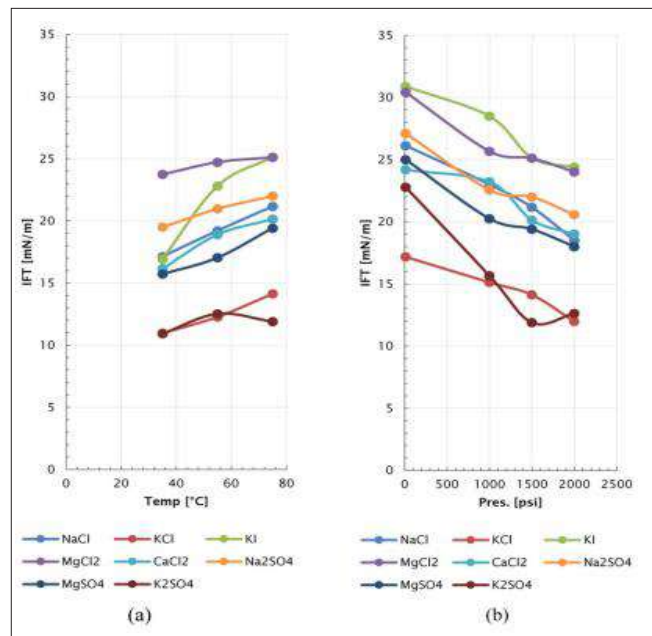 35
30
25
20
15
10
5
0
IFT [mN/m]
0 20 40 60 80
Temp [°C]
NaCl KCl KI
MgCl2 CaCl2 Na2SO4
MgSO4 K2SO4
(a)
35
30
25
20
15
10
5
0
IFT [mN/m]
0 500 1000 1500 2000 2500
Pres. [psi]
NaCl KCl KI
MgCl2 CaCl2 Na2SO4
MgSO4 K2SO4
(b)